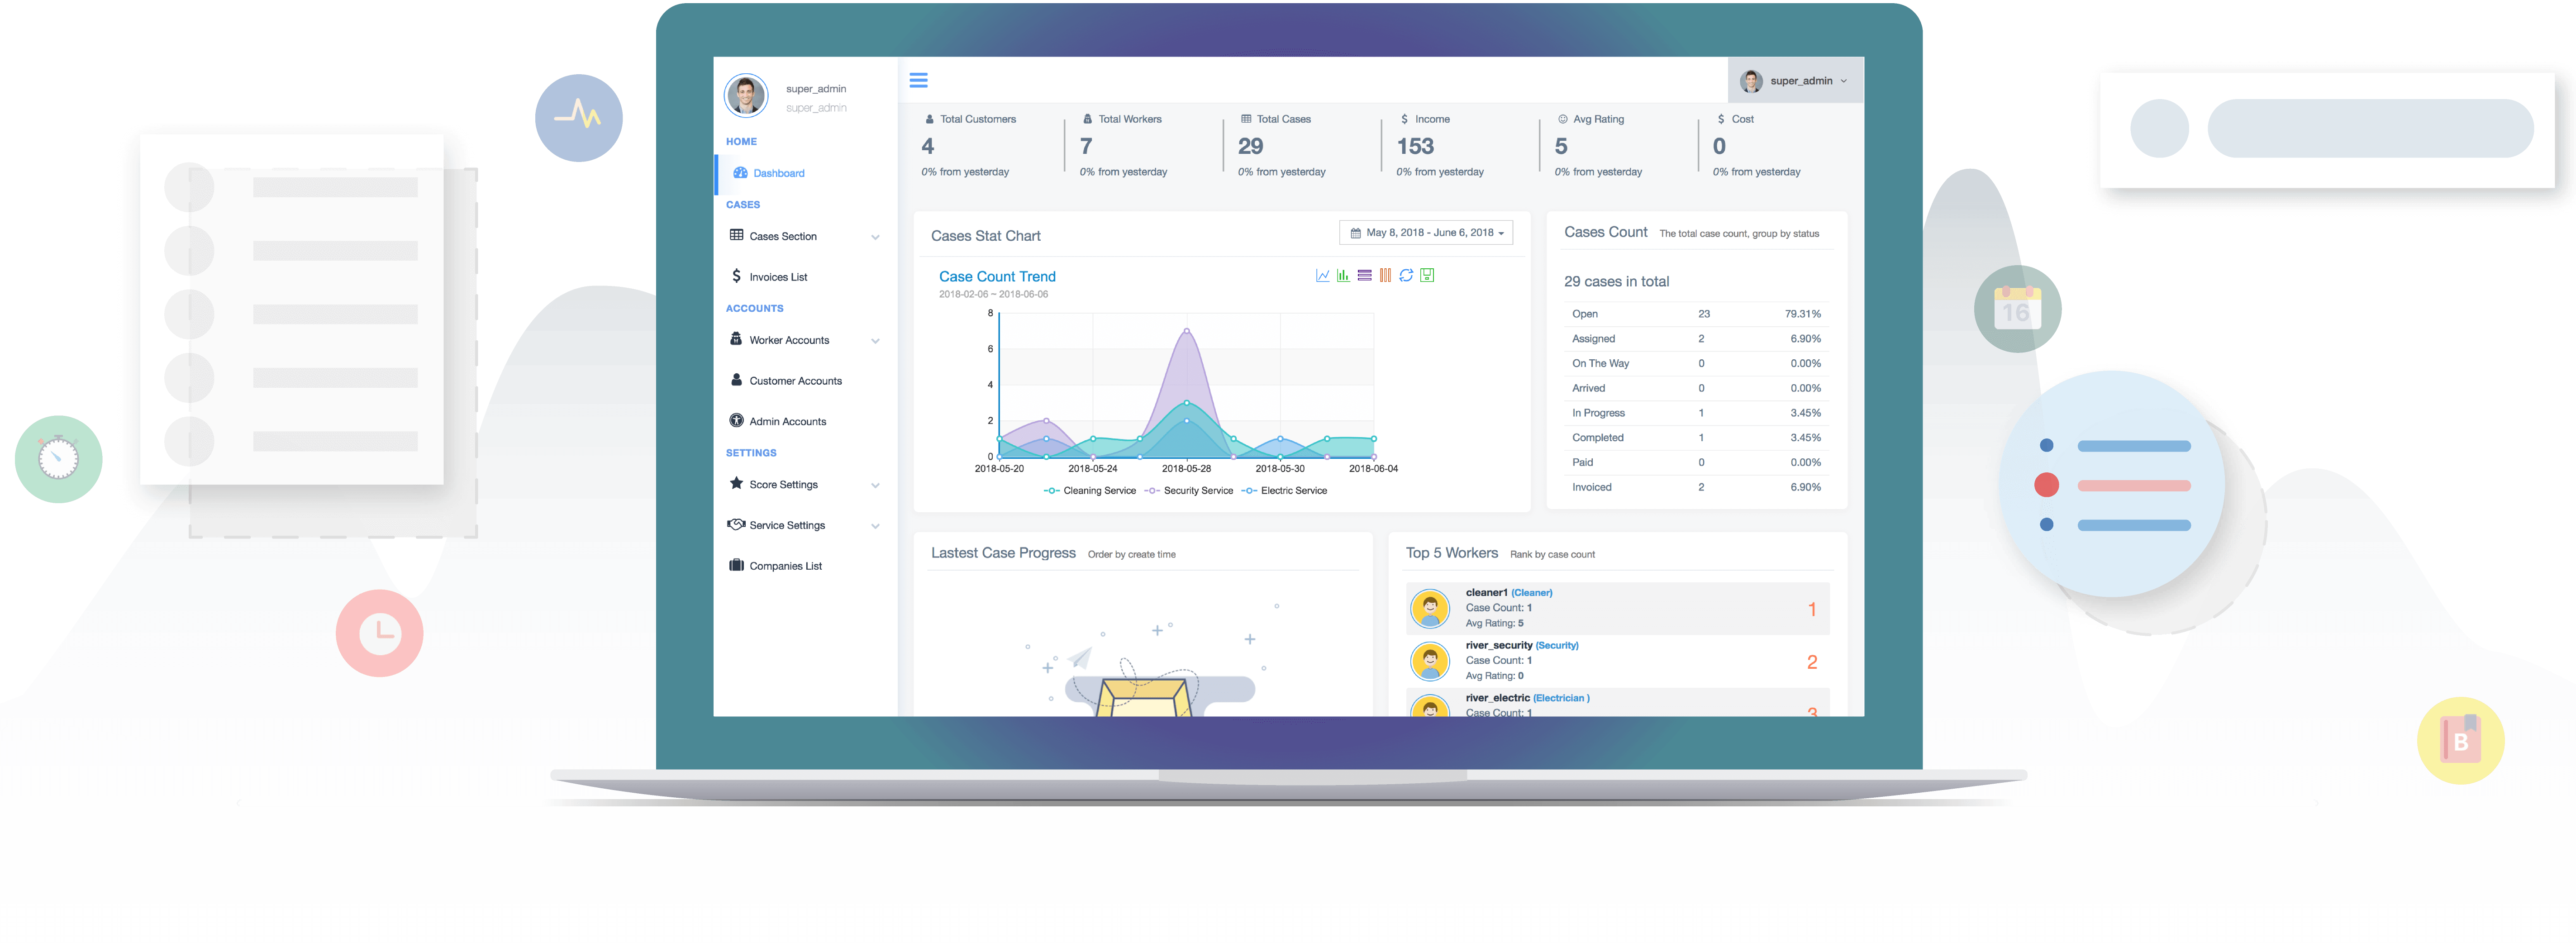 super_admin
super_admin
HOME
Dashboard
CASES
Cases Section
Invoices List
ACCOUNTS
Worker Accounts
Customer Accounts
Admin Accounts
SETTINGS
Score Settings
Service Settings
Companies List
super_admin
Total Customers
4
0% from yesterday
Total Workers
7
0% from yesterday
Total Cases
29
0% from yesterday
Income
153
0% from yesterday
Avg Rating
5
0% from yesterday
Cost
0
0% from yesterday
Cases Stat Chart
May 8, 2018 - June 6, 2018
Case Count Trend
2018-02-06 ~ 2018-06-06
8
6
4
2
0
2018-05-20 2018-05-24 2018-05-28 2018-05-30 2018-06-04
Cleaning Service Security Service Electric Service
Cases Count The total case count, group by status
29 cases in total
Open 23 79.31%
Assigned 2 6.90%
On The Way 0 0.00%
Arrived 0 0.00%
In Progress 1 3.45%
Completed 1 3.45%
Paid 0 0.00%
Invoiced 2 6.90%
Lastest Case Progress Order by create time
Top 5 Workers Rank by case count
cleaner1 (Cleaner)
Case Count: 1
Avg Rating: 5
1
river_security (Security)
Case Count: 1
Avg Rating: 0
2
river_electric (Electrician )
Case Count: 1
3
16
B